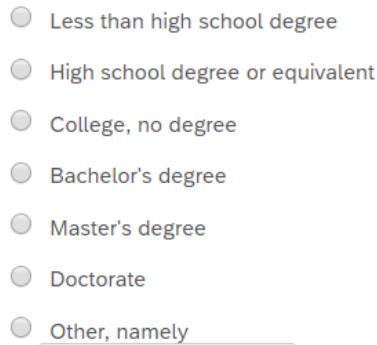 Less than high school degree
High school degree or equivalent
College, no degree
Bachelor's degree
Master's degree
Doctorate
Other, namely